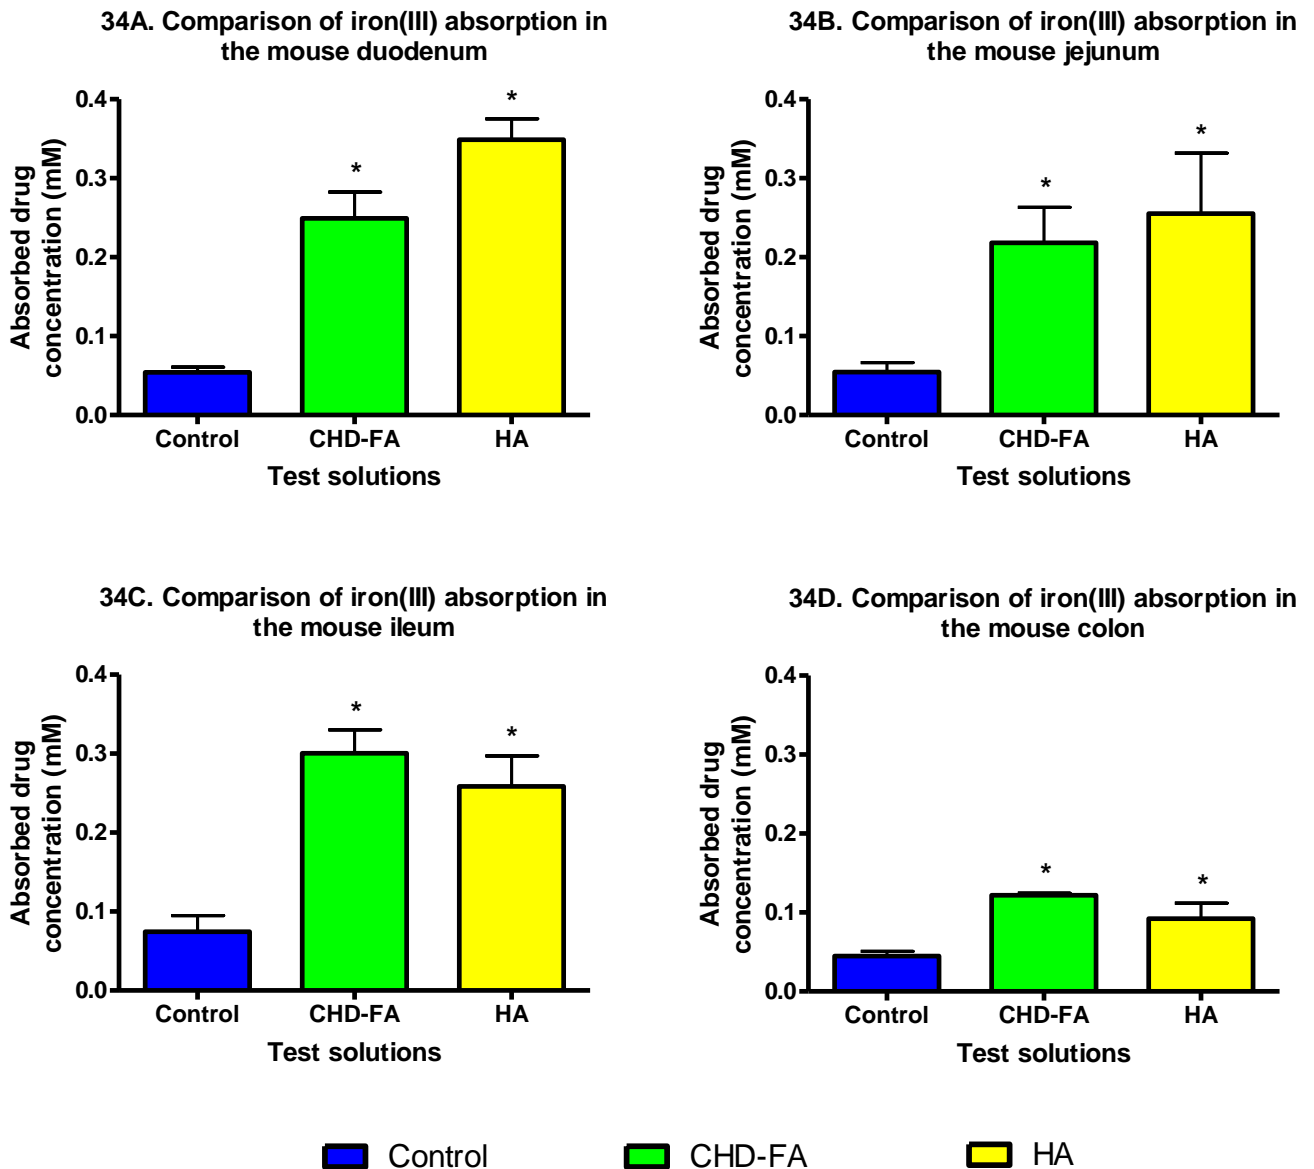 34A. Comparison of iron(III) absorption in
the mouse duodenum
Absorbed drug
concentration (mM)
0.4
0.3
0.2
0.1
0.0
*
*
Control
CHD-FA
HA
Test solutions
34B. Comparison of iron(III) absorption in
the mouse jejunum
Absorbed drug
concentration (mM)
0.4
0.3
0.2
0.1
0.0
*
*
Control
CHD-FA
HA
Test solutions
34C. Comparison of iron(III) absorption in
the mouse ileum
Absorbed drug
concentration (mM)
0.4
0.3
0.2
0.1
0.0
*
*
Control
CHD-FA
HA
Test solutions
34D. Comparison of iron(III) absorption in
the mouse colon
Absorbed drug
concentration (mM)
0.4
0.3
0.2
0.1
0.0
*
*
Control
CHD-FA
HA
Test solutions
Control
CHD-FA
HA